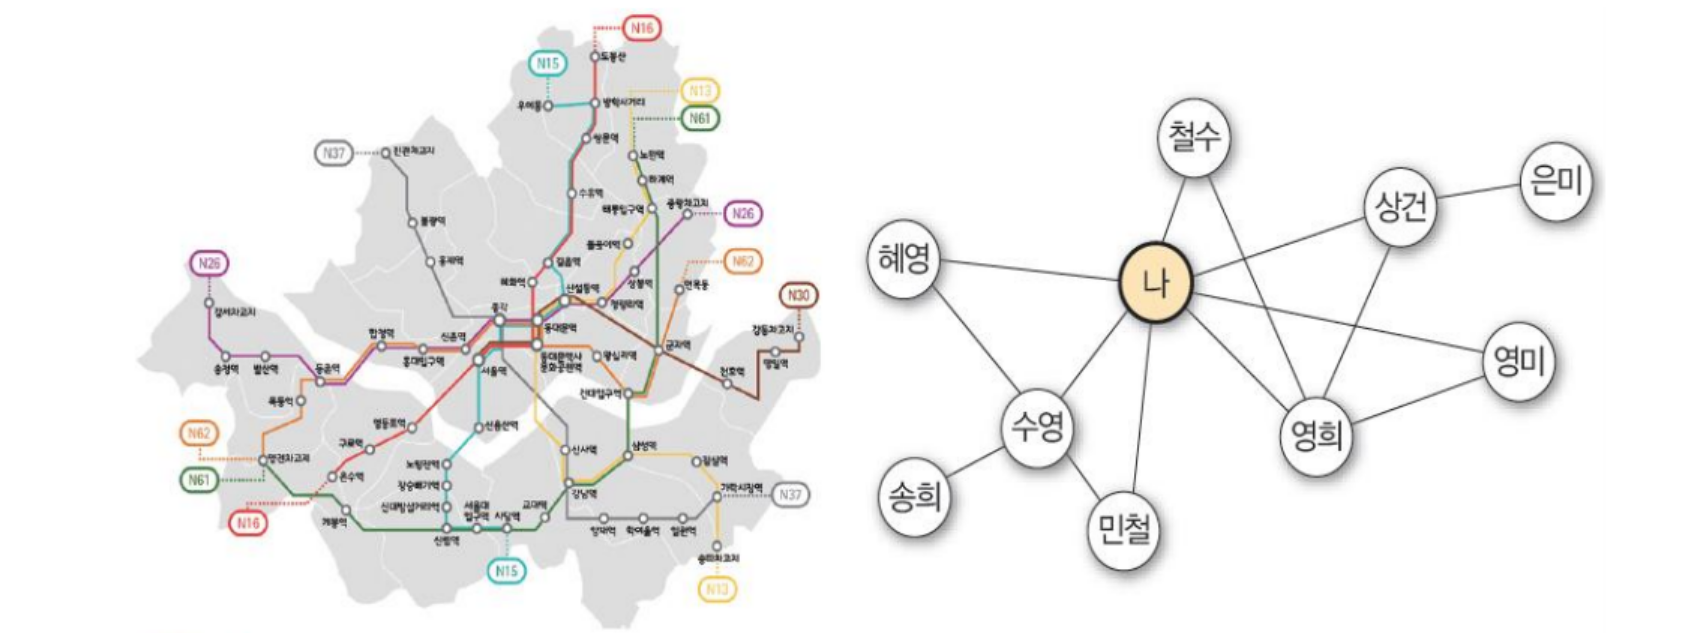 N16
도봉산
N15
우이동
방학사거리
N13
N61
쌍문역
N37
진관차고지
노원역
하계역
수유역
태릉입구역
중랑차고지
N26
불광역
돌곶이역
홍제역
길음역
N26
혜화역
상봉역
N62
면목동
신설동역
청량리역
N30
강서차고지
종각
동대문역
강동차고지
합정역
신촌역
홍대입구역
송정역
발산역
등촌역
서울역
동대문역사
문화공원역
왕십리역
군자역
천호역
명일역
목동역
건대입구역
N62
영등포역
신용산역
구로역
신사역
삼성역
잠실역
양천차고지
노량진역
온수역
N61
장승배기역
강남역
가락시장역
N37
N16
개봉역
신대방삼거리역
서울대
입구역
사당역
교대역
양재역
학여울역
일원역
신림역
송파차고지
N15
N13
철수
은미
상건
혜영
나
영미
수영
영희
송희
민철